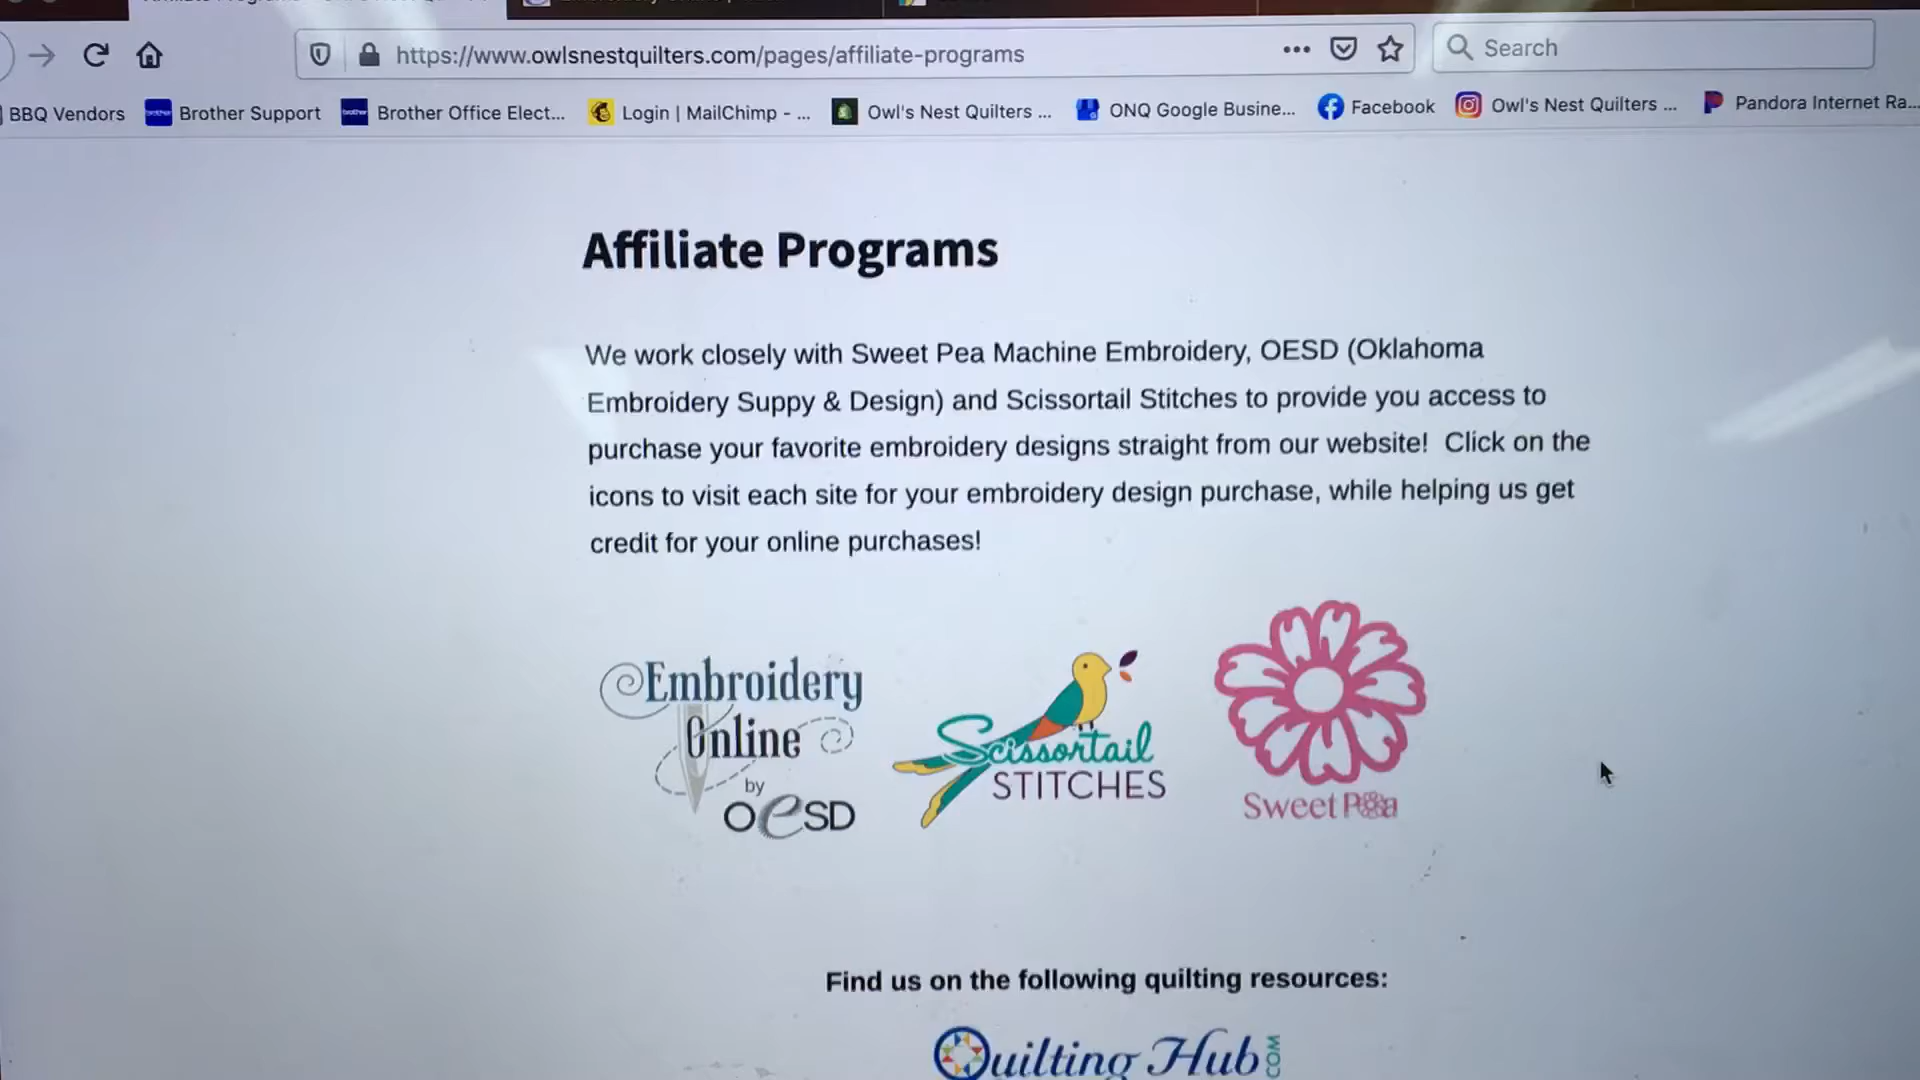 https://www.owlsnestquilters.com/pages/affiliate-programs
Search
BBQ Vendors
Brother Support
Brother Office Elect...
Login | MailChimp - ...
Owl's Nest Quilters ...
ONQ Google Busine...
Facebook
Owl's Nest Quilters ...
Pandora Internet Ra...
Affiliate Programs
We work closely with Sweet Pea Machine Embroidery, OESD (Oklahoma
Embroidery Suppy & Design) and Scissortail Stitches to provide you access to
purchase your favorite embroidery designs straight from our website! Click on the
icons to visit each site for your embroidery design purchase, while helping us get
credit for your online purchases!
Embroidery
Online
by
OESD
Scissortail
STITCHES
Sweet Pea
Find us on the following quilting resources:
Quilting Hub.COM